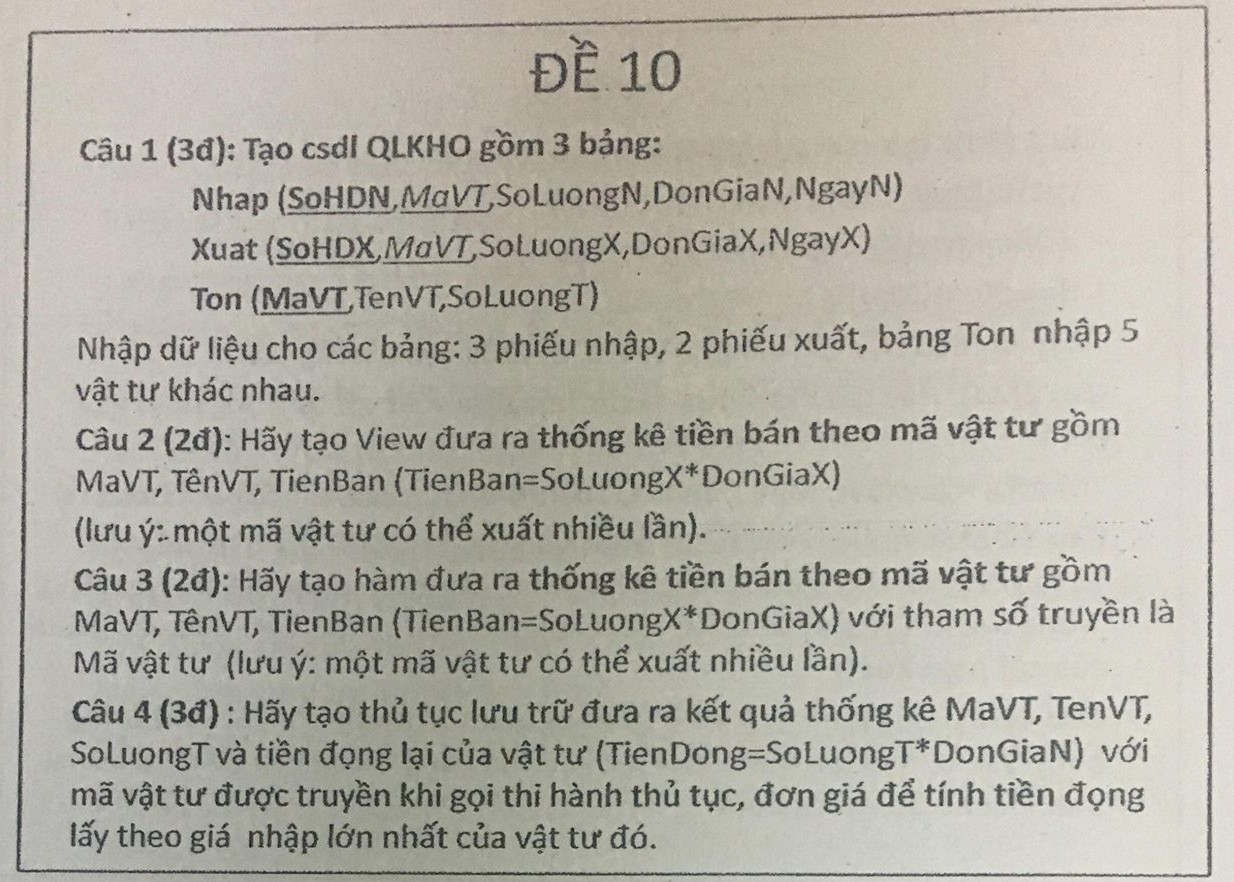 ĐỀ 10
Câu 1 (3đ): Tạo csdl QLKHO gồm 3 bảng:
Nhap (SoHDN,MaVT,SoLuongN,DonGiaN,NgayN)
Xuat (SoHDX,MaVT,SoLuongX,DonGiaX,NgayX)
Ton (MaVT,TenVT,SoLuongT)
Nhập dữ liệu cho các bảng: 3 phiếu nhập, 2 phiếu xuất, bảng Ton nhập 5
vật tư khác nhau.
Câu 2 (2đ): Hãy tạo View đưa ra thống kê tiền bán theo mã vật tư gồm
MaVT, TênVT, TienBan (TienBan=SoLuongX*DonGiaX)
(lưu ý: một mã vật tư có thể xuất nhiều lần).
Câu 3 (2đ): Hãy tạo hàm đưa ra thống kê tiền bán theo mã vật tư gồm
MaVT, TênVT, TienBan (TienBan=SoLuongX*DonGiaX) với tham số truyền là
Mã vật tư (lưu ý: một mã vật tư có thể xuất nhiều lần).
Câu 4 (3đ) : Hãy tạo thủ tục lưu trữ đưa ra kết quả thống kê MaVT, TenVT,
SoLuongT và tiền đọng lại của vật tư (TienDong=SoLuongT*DonGiaN) với
mã vật tư được truyền khi gọi thi hành thủ tục, đơn giá để tính tiền đọng
lấy theo giá nhập lớn nhất của vật tư đó.